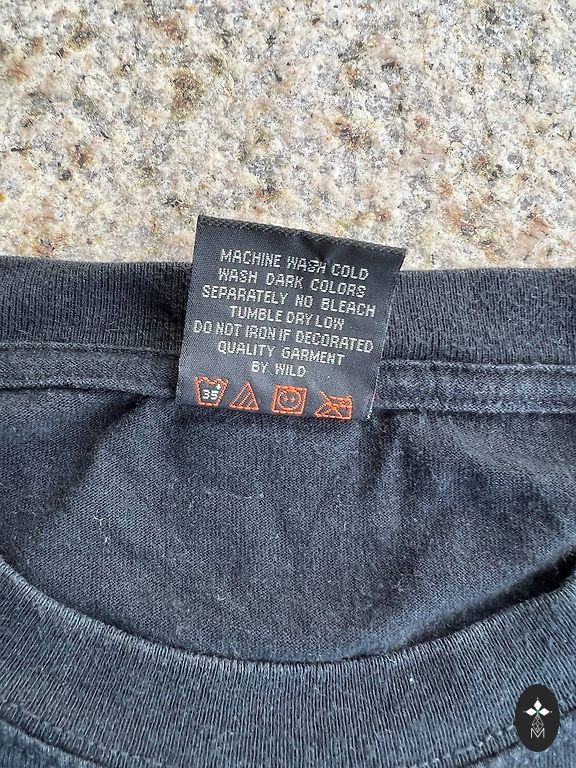 MACHINE WASH COLD
WASH DARK COLORS
SEPARATELY NO BLEACH
TUMBLE DRY LOW
DO NOT IRON IF DECORATED
QUALITY GARMENT
BY WILD
35°
M